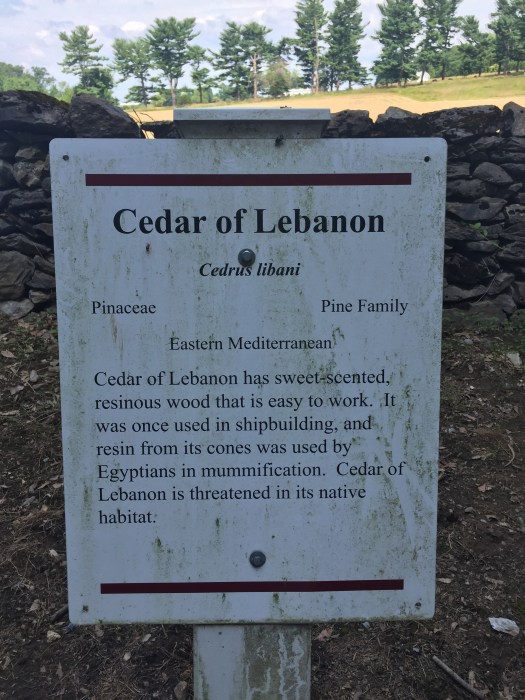 Cedar of Lebanon
Cedrus libani
Pinaceae Pine Family
Eastern Mediterranean
Cedar of Lebanon has sweet-scented,
resinous wood that is easy to work. It
was once used in shipbuilding, and
resin from its cones was used by
Egyptians in mummification. Cedar of
Lebanon is threatened in its native
habitat.